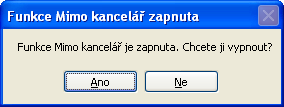 Funkce Mimo kancelář zapnuta
Funkce Mimo kancelář je zapnuta. Chcete ji vypnout?
Ano
Ne